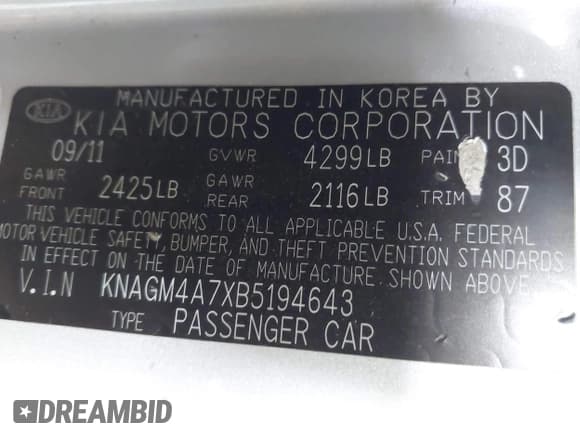 MANUFACTURED IN KOREA BY
KIA KIA MOTORS CORPORATION
09/11 GVWR 4299LB PAIN 3D
GAWR FRONT 2425LB GAWR REAR 2116LB TRIM 87
THIS VEHICLE CONFORMS TO ALL APPLICABLE U.S.A. FEDERAL
MOTOR VEHICLE SAFETY, BUMPER, AND THEFT PREVENTION STANDARDS
IN EFFECT ON THE DATE OF MANUFACTURE SHOWN ABOVE.
V.I.N KNAGM4A7XB5194643
TYPE PASSENGER CAR
DREAMBID